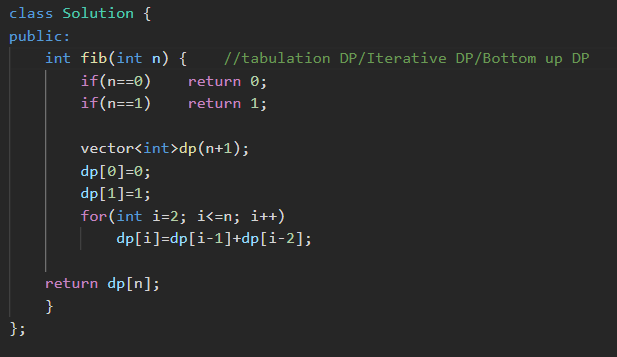 class Solution {
public:
    int fib(int n) {    //tabulation DP/Iterative DP/Bottom up DP
        if(n==0)    return 0;
        if(n==1)    return 1;

        vector<int>dp(n+1);
        dp[0]=0;
        dp[1]=1;
        for(int i=2; i<=n; i++)
            dp[i]=dp[i-1]+dp[i-2];

    return dp[n];
    }
};